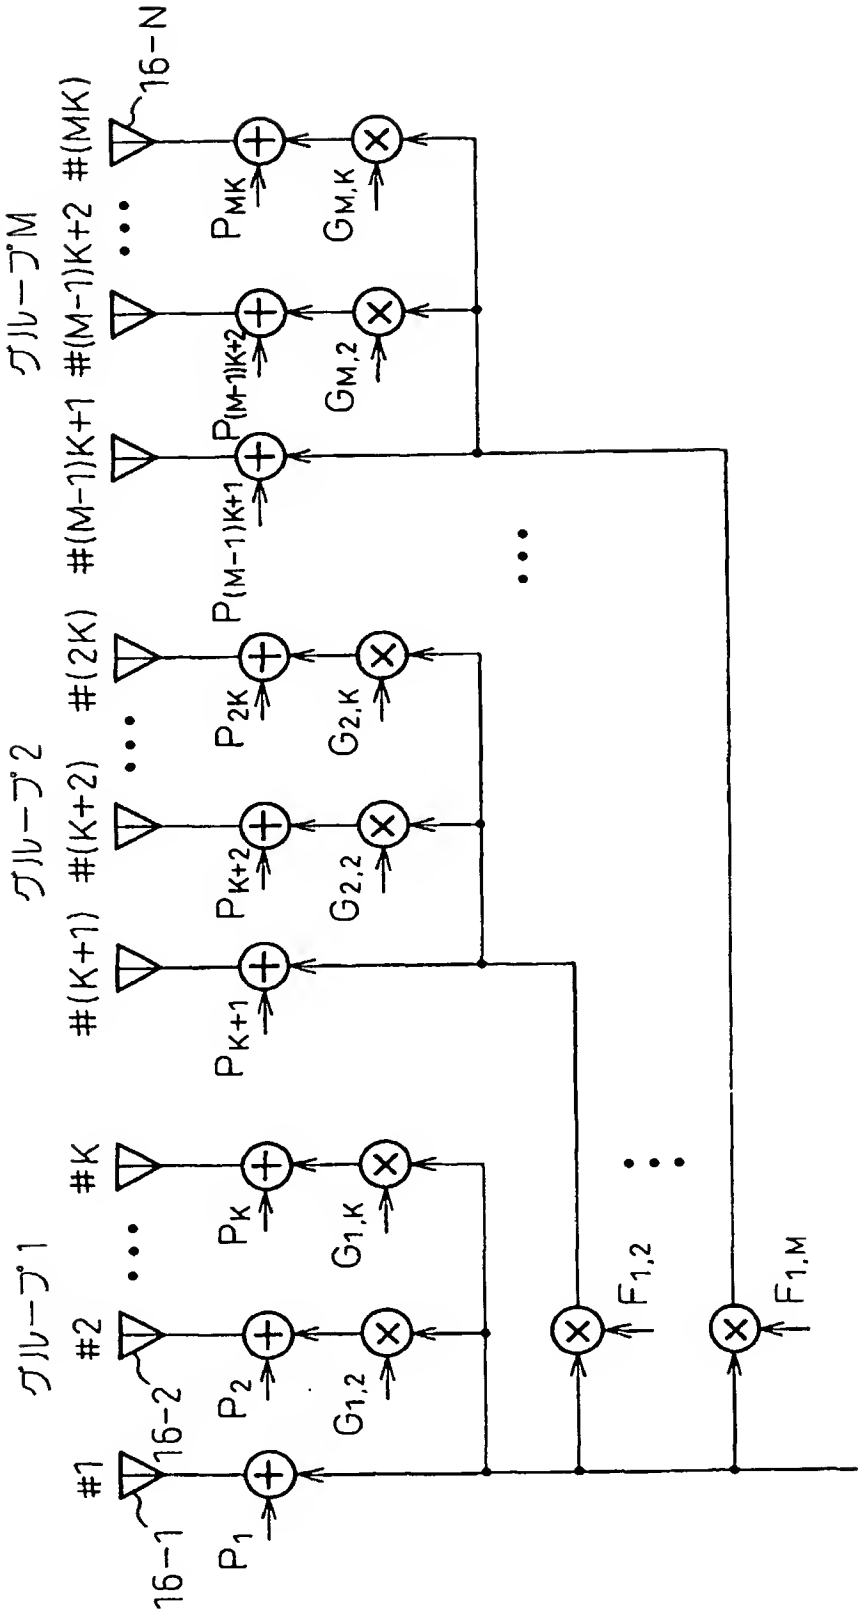 グループ1
グループ2
グループM
#1
#2
#K
#(K+1)
#(K+2)
#(2K)
#(M-1)K+1
#(M-1)K+2
#(MK)
16-1
16-2
16-N
P1
P2
PK
PK+1
PK+2
P2K
P(M-1)K+1
P(M-1)K+2
PMK
G1,2
G1,K
G2,2
G2,K
GM,2
GM,K
F1,2
F1,M